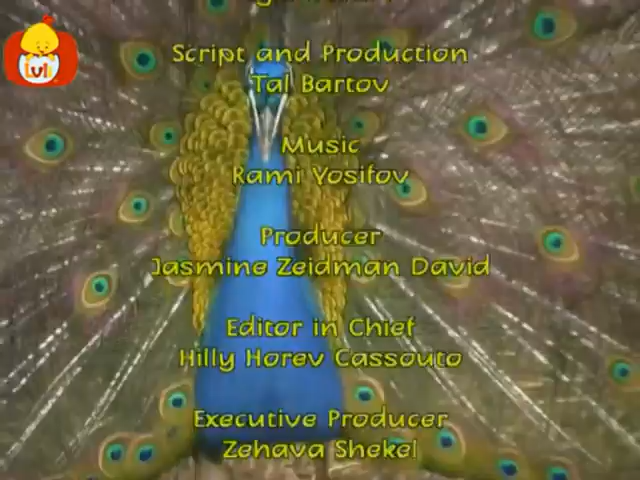 Script and Production
Tal Bartov
Music
Rami Yosifov
Producer
Jasmine Zeidman David
Editor in Chief
Hilly Horev Cassouto
Executive Producer
Zehava Shekel